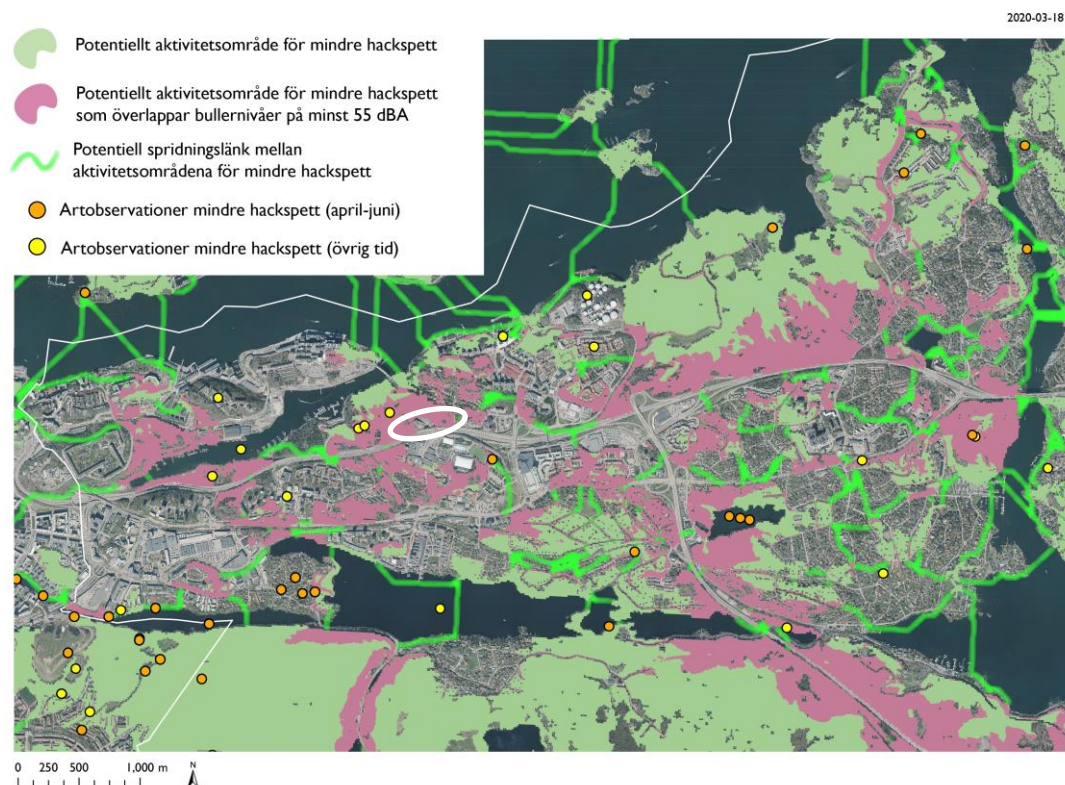 2020-03-18
Potentiellt aktivitetsområde för mindre hackspett
Potentiellt aktivitetsområde för mindre hackspett
som överlappar bullernivåer på minst 55 dBA
Potentiell spridningslänk mellan
aktivitetsområdena för mindre hackspett
Artobservationer mindre hackspett (april-juni)
Artobservationer mindre hackspett (övrig tid)
0 250 500 1,000 m
N